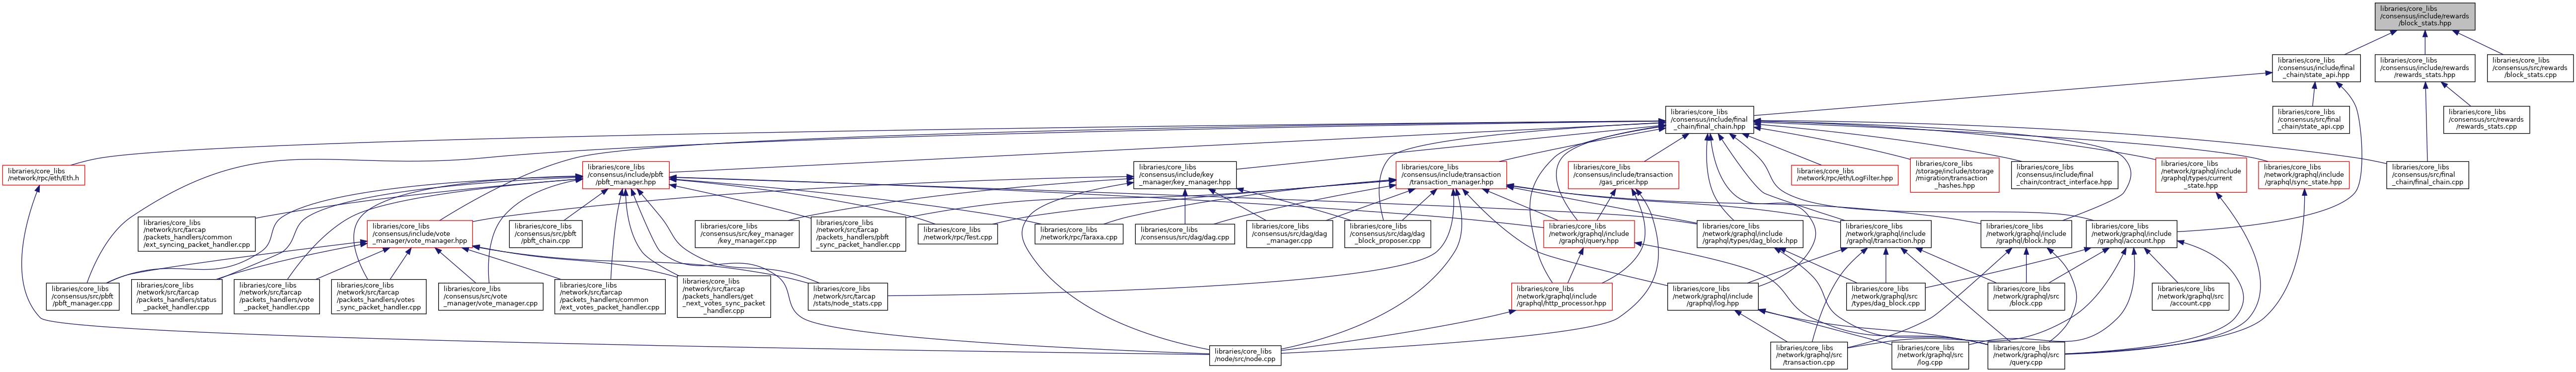 libraries/core_libs
/consensus/include/rewards
/block_stats.hpp
libraries/core_libs
/consensus/include/final
_chain/state_api.hpp
libraries/core_libs
/consensus/include/rewards
/rewards_stats.hpp
libraries/core_libs
/consensus/src/rewards
/block_stats.cpp
libraries/core_libs
/consensus/include/final
_chain/final_chain.hpp
libraries/core_libs
/consensus/src/final
_chain/state_api.cpp
libraries/core_libs
/consensus/src/rewards
/rewards_stats.cpp
libraries/core_libs
/network/rpc/eth/Eth.h
libraries/core_libs
/consensus/include/pbft
/pbft_manager.hpp
libraries/core_libs
/consensus/include/key
_manager/key_manager.hpp
libraries/core_libs
/consensus/include/transaction
/transaction_manager.hpp
libraries/core_libs
/consensus/include/transaction
/gas_pricer.hpp
libraries/core_libs
/network/rpc/eth/LogFilter.hpp
libraries/core_libs
/storage/include/storage
/migration/transaction
_hashes.hpp
libraries/core_libs
/consensus/include/final
_chain/contract_interface.hpp
libraries/core_libs
/network/graphql/include
/graphql/types/current
_state.hpp
libraries/core_libs
/network/graphql/include
/graphql/sync_state.hpp
libraries/core_libs
/consensus/src/final
_chain/final_chain.cpp
libraries/core_libs
/network/src/tarcap
/packets_handlers/common
/ext_syncing_packet_handler.cpp
libraries/core_libs
/consensus/include/vote
_manager/vote_manager.hpp
libraries/core_libs
/consensus/src/pbft
/pbft_chain.cpp
libraries/core_libs
/consensus/src/key_manager
/key_manager.cpp
libraries/core_libs
/network/src/tarcap
/packets_handlers/pbft
_sync_packet_handler.cpp
libraries/core_libs
/network/rpc/Test.cpp
libraries/core_libs
/network/rpc/Taraxa.cpp
libraries/core_libs
/consensus/src/dag/dag.cpp
libraries/core_libs
/consensus/src/dag/dag
_manager.cpp
libraries/core_libs
/consensus/src/dag/dag
_block_proposer.cpp
libraries/core_libs
/network/graphql/include
/graphql/query.hpp
libraries/core_libs
/network/graphql/include
/graphql/types/dag_block.hpp
libraries/core_libs
/network/graphql/include
/graphql/transaction.hpp
libraries/core_libs
/network/graphql/include
/graphql/block.hpp
libraries/core_libs
/network/graphql/include
/graphql/account.hpp
libraries/core_libs
/consensus/src/pbft
/pbft_manager.cpp
libraries/core_libs
/network/src/tarcap
/packets_handlers/status
_packet_handler.cpp
libraries/core_libs
/network/src/tarcap
/packets_handlers/vote
_packet_handler.cpp
libraries/core_libs
/network/src/tarcap
/packets_handlers/votes
_sync_packet_handler.cpp
libraries/core_libs
/consensus/src/vote
_manager/vote_manager.cpp
libraries/core_libs
/network/src/tarcap
/packets_handlers/common
/ext_votes_packet_handler.cpp
libraries/core_libs
/network/src/tarcap
/packets_handlers/get
_next_votes_sync_packet
_handler.cpp
libraries/core_libs
/network/src/tarcap
/stats/node_stats.cpp
libraries/core_libs
/network/graphql/include
/graphql/http_processor.hpp
libraries/core_libs
/network/graphql/include
/graphql/log.hpp
libraries/core_libs
/network/graphql/src
/types/dag_block.cpp
libraries/core_libs
/network/graphql/src
/block.cpp
libraries/core_libs
/network/graphql/src
/account.cpp
libraries/core_libs
/node/src/node.cpp
libraries/core_libs
/network/graphql/src
/transaction.cpp
libraries/core_libs
/network/graphql/src
/log.cpp
libraries/core_libs
/network/graphql/src
/query.cpp